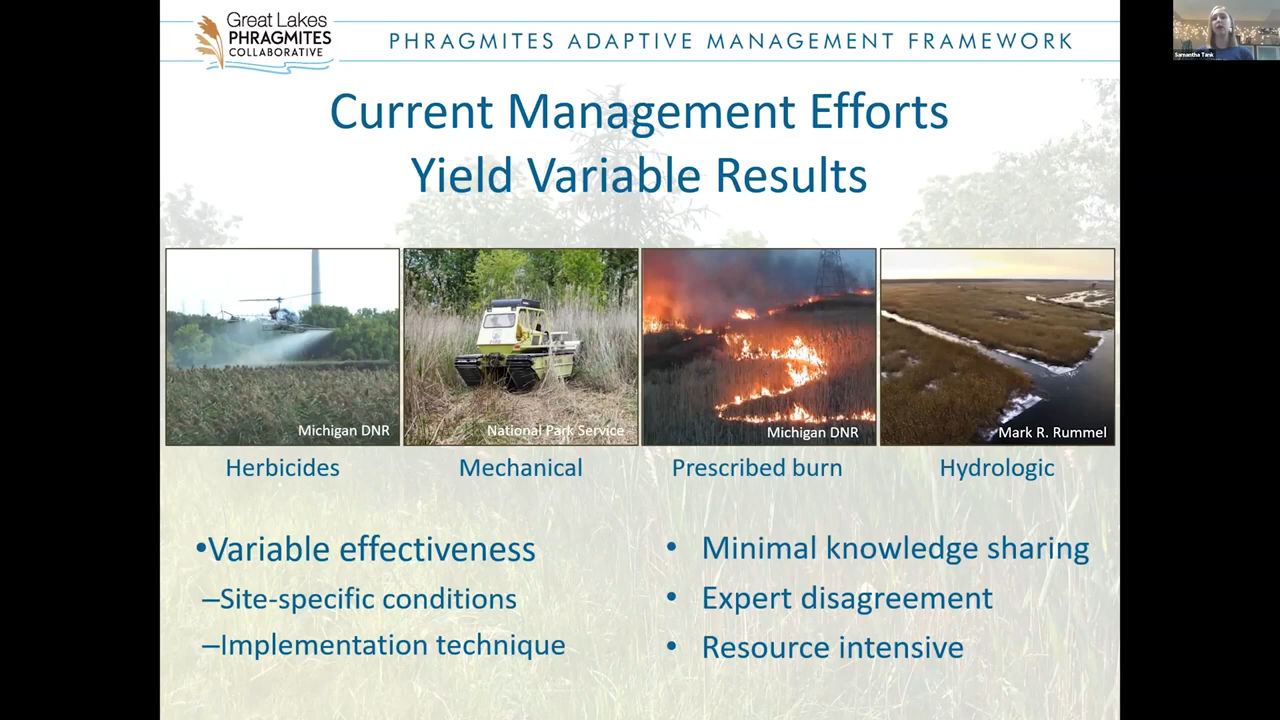 Great Lakes
PHRAGMITES
COLLABORATIVE
PHRAGMITES ADAPTIVE MANAGEMENT FRAMEWORK
Samantha Tank
Current Management Efforts
Yield Variable Results
Michigan DNR
National Park Service
Michigan DNR
Mark R. Rummel
Herbicides
Mechanical
Prescribed burn
Hydrologic
•Variable effectiveness
–Site-specific conditions
–Implementation technique
• Minimal knowledge sharing
• Expert disagreement
• Resource intensive